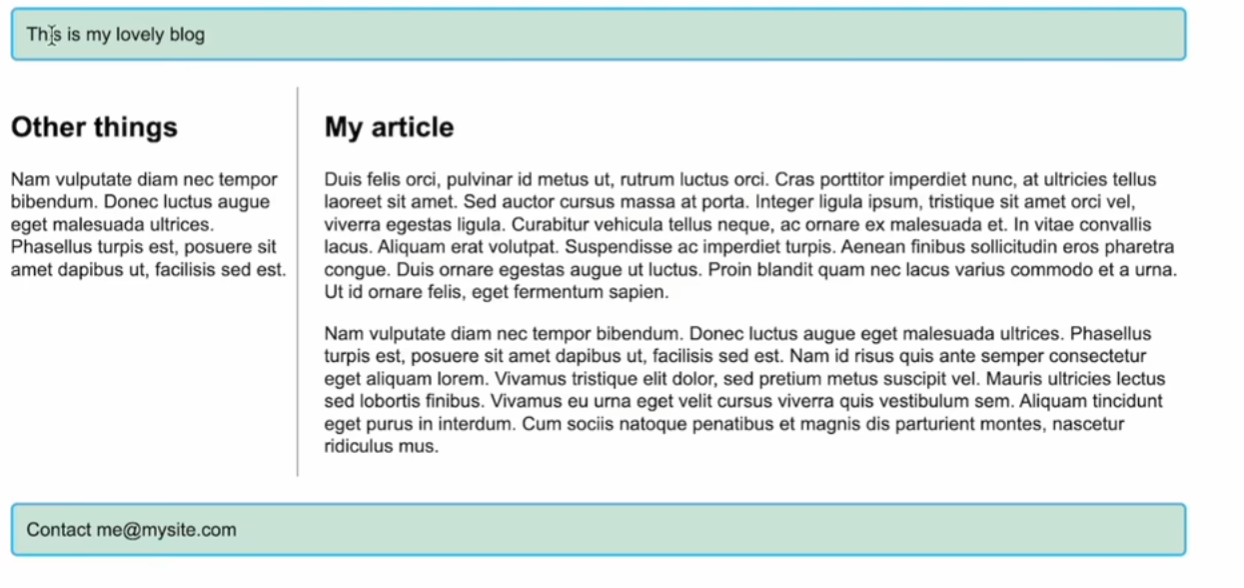 This is my lovely blog
Other things
Nam vulputate diam nec tempor
bibendum. Donec luctus augue
eget malesuada ultrices.
Phasellus turpis est, posuere sit
amet dapibus ut, facilisis sed est.
My article
Duis felis orci, pulvinar id metus ut, rutrum luctus orci. Cras porttitor imperdiet nunc, at ultricies tellus
laoreet sit amet. Sed auctor cursus massa at porta. Integer ligula ipsum, tristique sit amet orci vel,
viverra egestas ligula. Curabitur vehicula tellus neque, ac ornare ex malesuada et. In vitae convallis
lacus. Aliquam erat volutpat. Suspendisse ac imperdiet turpis. Aenean finibus sollicitudin eros pharetra
congue. Duis ornare egestas augue ut luctus. Proin blandit quam nec lacus varius commodo et a urna.
Ut id ornare felis, eget fermentum sapien.
Nam vulputate diam nec tempor bibendum. Donec luctus augue eget malesuada ultrices. Phasellus
turpis est, posuere sit amet dapibus ut, facilisis sed est. Nam id risus quis ante semper consectetur
eget aliquam lorem. Vivamus tristique elit dolor, sed pretium metus suscipit vel. Mauris ultricies lectus
sed lobortis finibus. Vivamus eu urna eget velit cursus viverra quis vestibulum sem. Aliquam tincidunt
eget purus in interdum. Cum sociis natoque penatibus et magnis dis parturient montes, nascetur
ridiculus mus.
Contact me@mysite.com